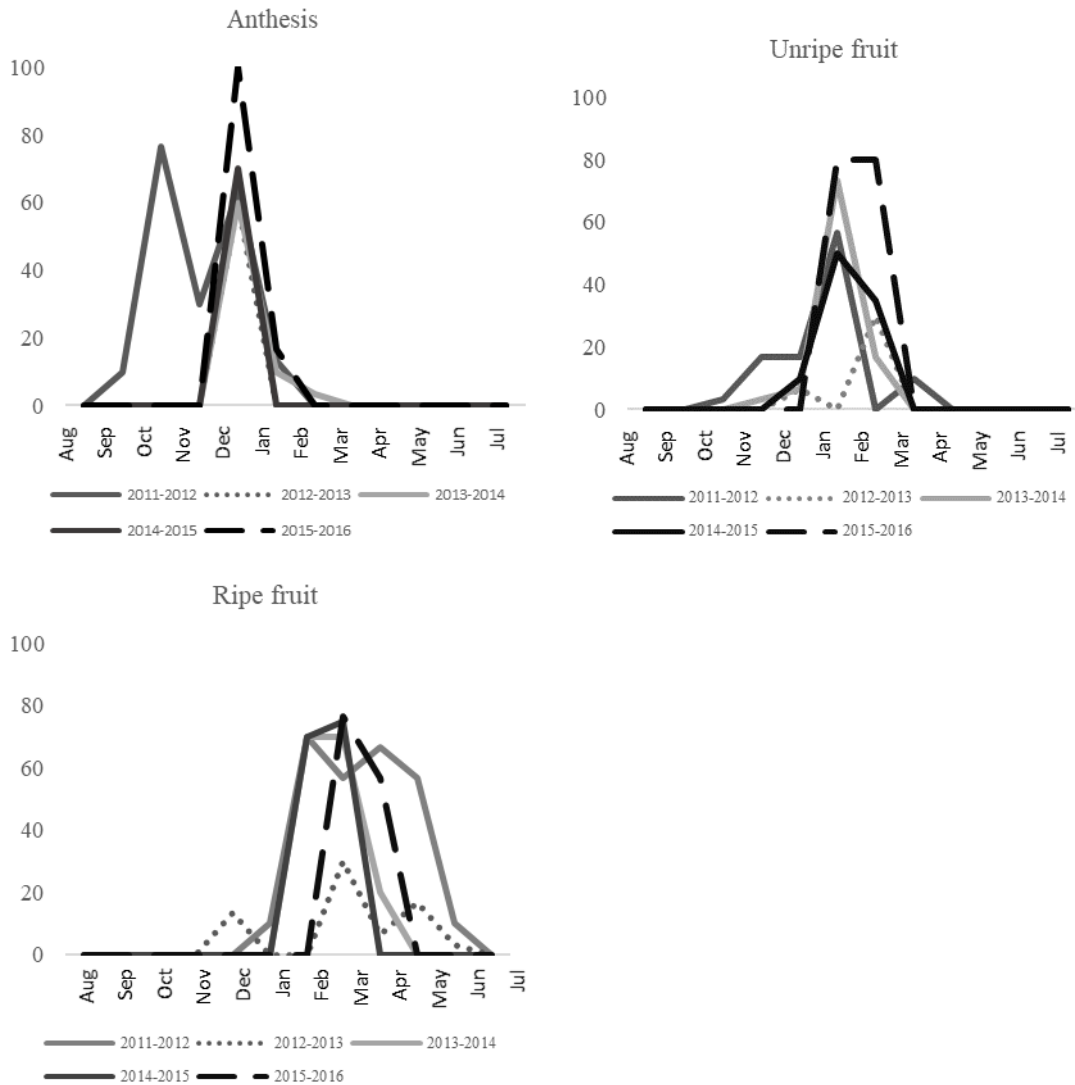 Anthesis
100
80
60
40
20
0
Aug Sep Oct Nov Dec Jan Feb Mar Apr May Jun Jul
2011-2012 2012-2013 2013-2014
2014-2015 2015-2016
Unripe fruit
100
80
60
40
20
0
Aug Sep Oct Nov Dec Jan Feb Mar Apr May Jun Jul
2011-2012 2012-2013 2013-2014
2014-2015 2015-2016
Ripe fruit
100
80
60
40
20
0
Aug Sep Oct Nov Dec Jan Feb Mar Apr May Jun Jul
2011-2012 2012-2013 2013-2014
2014-2015 2015-2016